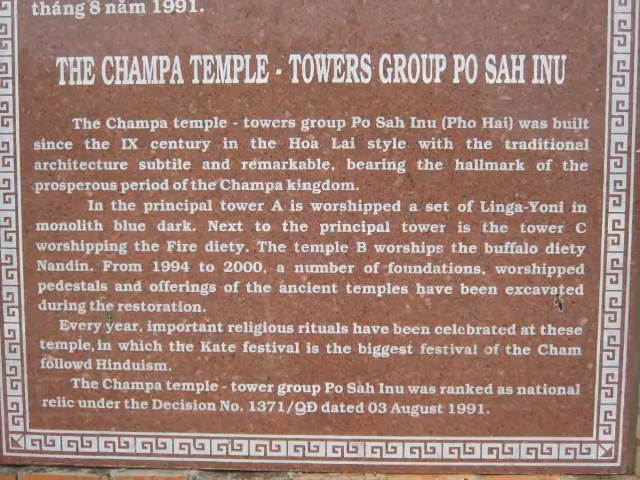 tháng 8 năm 1991.
THE CHAMPA TEMPLE - TOWERS GROUP PO SAH INU
The Champa temple - towers group Po Sah Inu (Pho Hai) was built
since the IX century in the Hoa Lai style with the traditional
architecture subtile and remarkable, bearing the hallmark of the
prosperous period of the Champa kingdom.
In the principal tower A is worshipped a set of Linga-Yoni in
monolith blue dark. Next to the principal tower is the tower C
worshipping the Fire diety. The temple B worships the buffalo diety
Nandin. From 1994 to 2000, a number of foundations, worshipped
pedestals and offerings of the ancient temples have been excavated
during the restoration.
Every year, important religious rituals have been celebrated at these
temple, in which the Kate festival is the biggest festival of the Cham
followd Hinduism.
The Champa temple - tower group Po Sah Inu was ranked as national
relic under the Decision No. 1371/QĐ dated 03 August 1991.